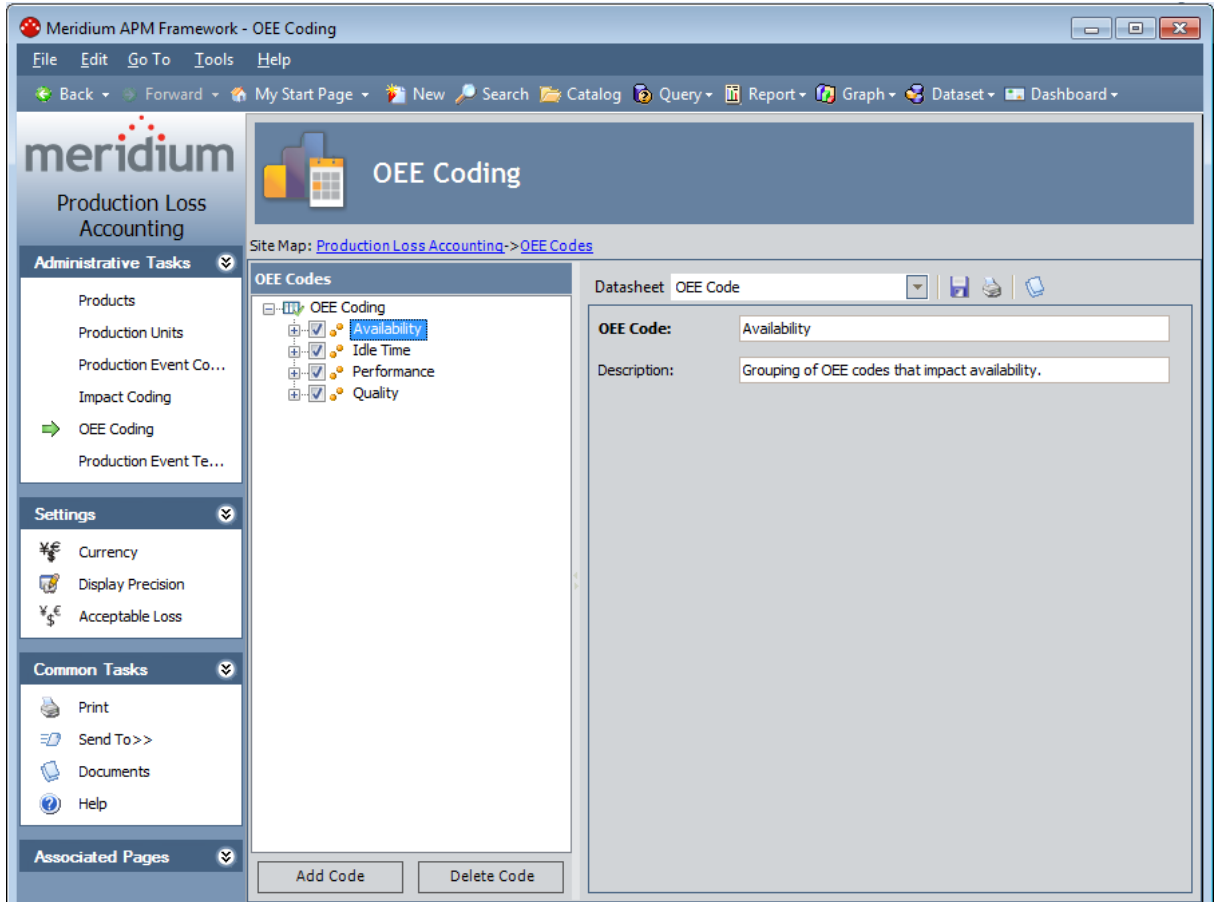 Meridium APM Framework - OEE Coding
File Edit Go To Tools Help
Back Forward My Start Page New Search Catalog Query Report Graph Dataset Dashboard
meridium
Production Loss
Accounting
Administrative Tasks
Products
Production Units
Production Event Co...
Impact Coding
OEE Coding
Production Event Te...
Settings
Currency
Display Precision
Acceptable Loss
Common Tasks
Print
Send To>>
Documents
Help
Associated Pages
OEE Coding
Site Map: Production Loss Accounting->OEE Codes
OEE Codes
OEE Coding
Availability
Idle Time
Performance
Quality
Add Code Delete Code
Datasheet OEE Code
OEE Code: Availability
Description: Grouping of OEE codes that impact availability.